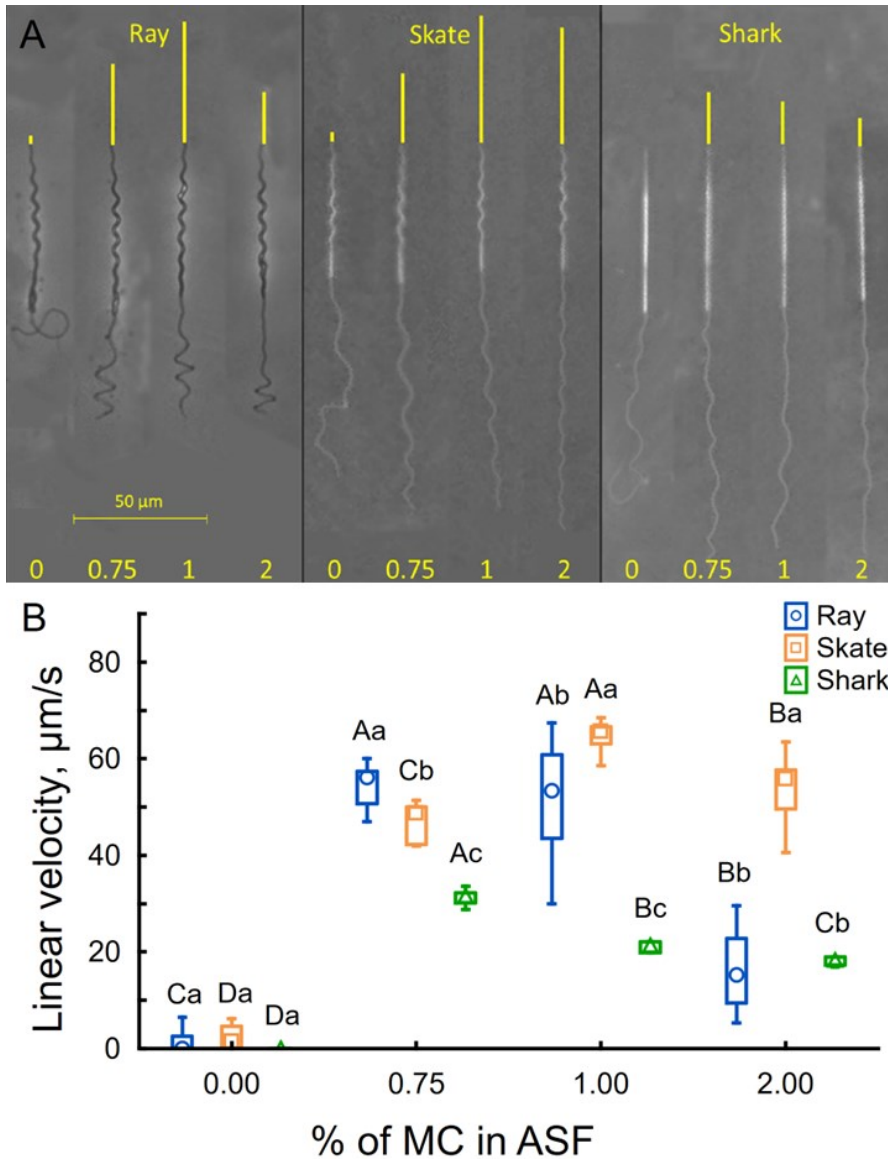 A
Ray
Skate
Shark
50 µm
0 0.75 1 2
0 0.75 1 2
0 0.75 1 2
B
Ray
Skate
Shark
Linear velocity, µm/s
80
60
40
20
0
Ca
Da
Da
Aa
Cb
Ac
Ab
Aa
Bc
Bb
Ba
Cb
0.00 0.75 1.00 2.00
% of MC in ASF